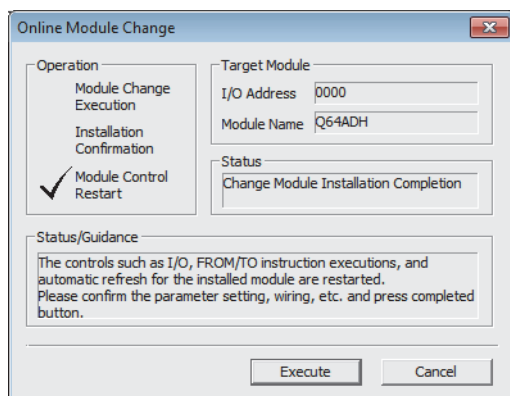 Online Module Change
Operation
Module Change
Execution
Installation
Confirmation
Module Control
Restart
Target Module
I/O Address 0000
Module Name Q64ADH
Status
Change Module Installation Completion
Status/Guidance
The controls such as I/O, FROM/TO instruction executions, and
automatic refresh for the installed module are restarted.
Please confirm the parameter setting, wiring, etc. and press completed
button.
Execute Cancel